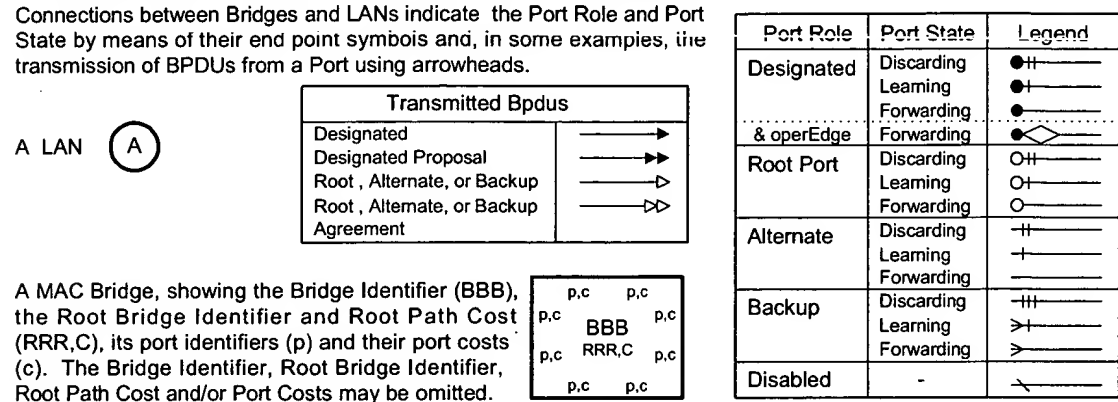 Connections between Bridges and LANs indicate the Port Role and Port
State by means of their end point symbols and, in some examples, the
transmission of BPDUs from a Port using arrowheads.
A LAN
A
Transmitted Bpdus
Designated
Designated Proposal
Root , Alternate, or Backup
Root , Alternate, or Backup
Agreement
A MAC Bridge, showing the Bridge Identifier (BBB),
the Root Bridge Identifier and Root Path Cost
(RRR,C), its port identifiers (p) and their port costs
(c). The Bridge Identifier, Root Bridge Identifier,
Root Path Cost and/or Port Costs may be omitted.
p,c p,c
p,c BBB p,c
p,c RRR,C p,c
p,c p,c
Port Role Port State Legend
Designated Discarding
Learning
Forwarding
& operEdge Forwarding
Root Port Discarding
Learning
Forwarding
Alternate Discarding
Learning
Forwarding
Backup Discarding
Learning
Forwarding
Disabled -